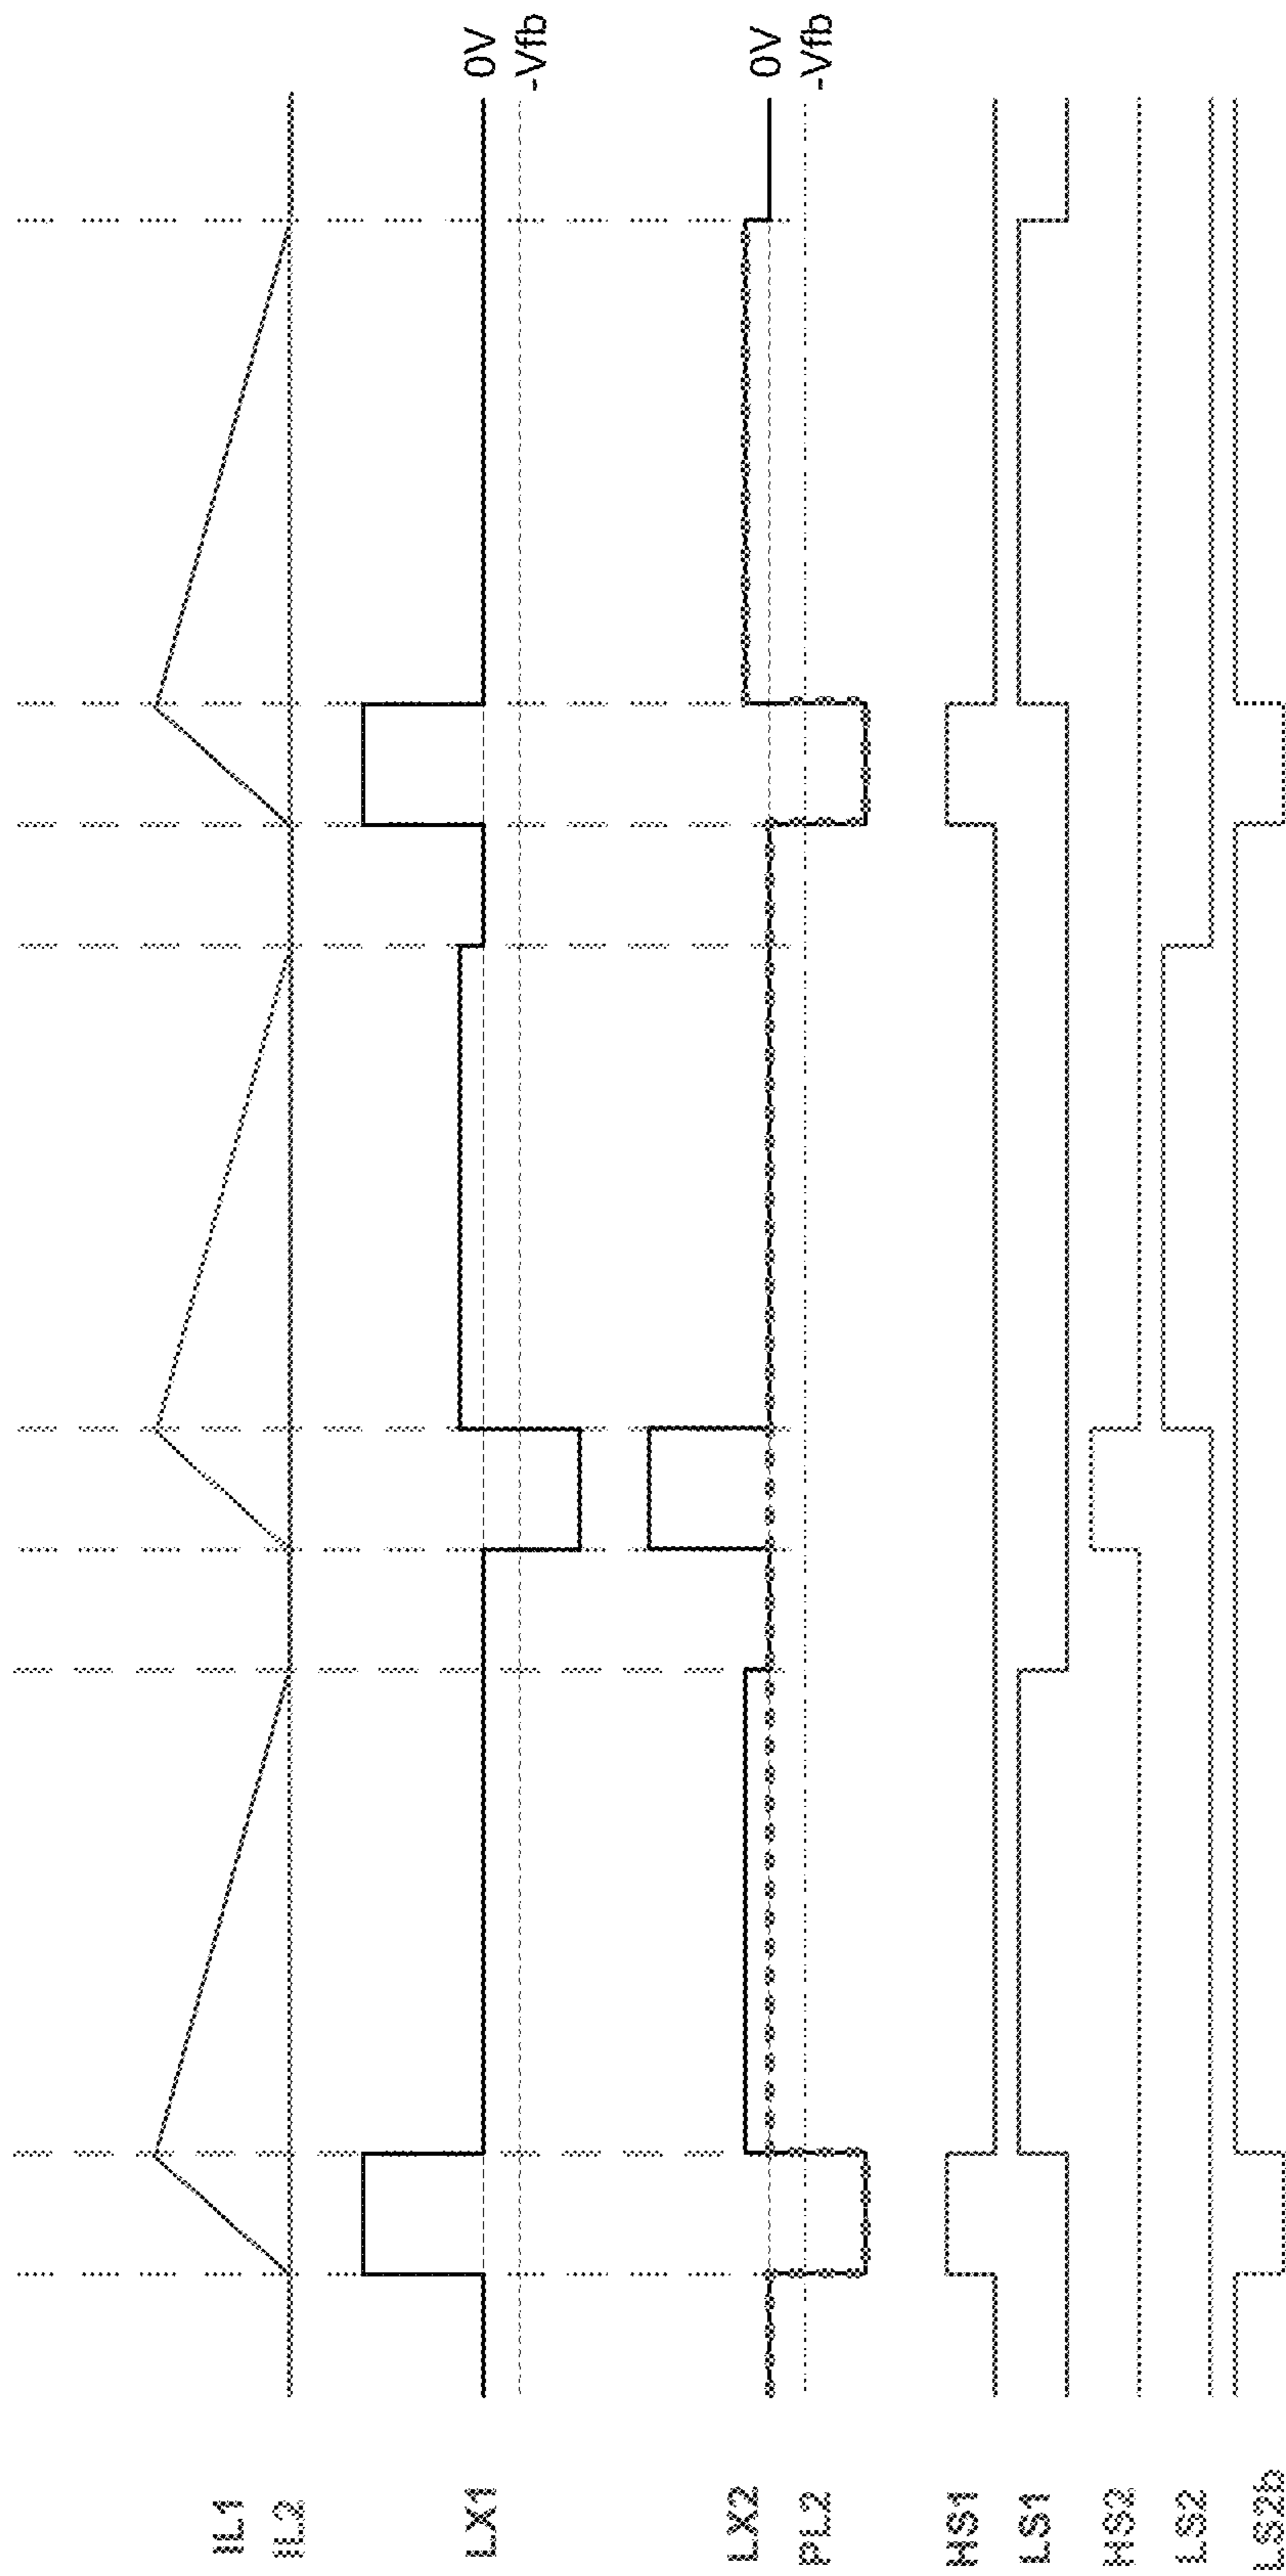 IL1
IL2
LX1
0V
-Vfb
LX2
0V
PL2
-Vfb
HS1
LS1
HS2
LS2
LS2b